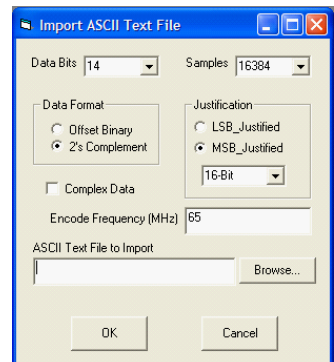 Import ASCII Text File
Data Bits 14 Samples 16384
Data Format
Offset Binary
2's Complement
Justification
LSB_Justified
MSB_Justified
16-Bit
Complex Data
Encode Frequency (MHz) 65
ASCII Text File to Import
Browse...
OK Cancel